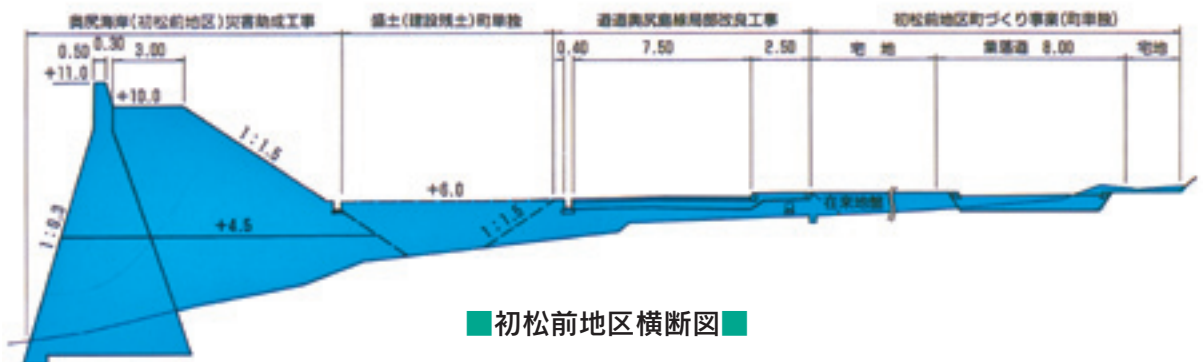 奥尻海岸(初松前地区)災害助成工事
盛土(建設残土)町単独
道道奥尻島線局部改良工事
初松前地区町づくり事業(町単独)
0.50
0.30
3.00
0.40
7.50
2.50
宅 地
集落道 8.00
宅地
+11.0
+10.0
1:1.5
+6.0
1:1.5
在来地盤
1:0.3
+4.5
■初松前地区横断図■